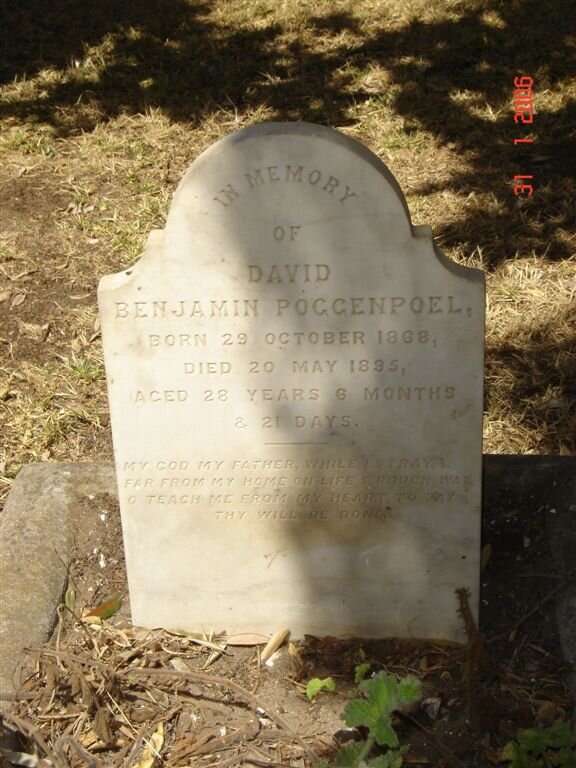 31 1 2006
IN MEMORY
OF
DAVID
BENJAMIN POGGENPOEL,
BORN 29 OCTOBER 1868,
DIED 20 MAY 1895,
AGED 28 YEARS 6 MONTHS
& 21 DAYS.
MY GOD MY FATHER, WHILE I STRAY,
FAR FROM MY HOME ON LIFE'S ROUGH WAY
O TEACH ME FROM MY HEART TO SAY
THY WILL BE DONE